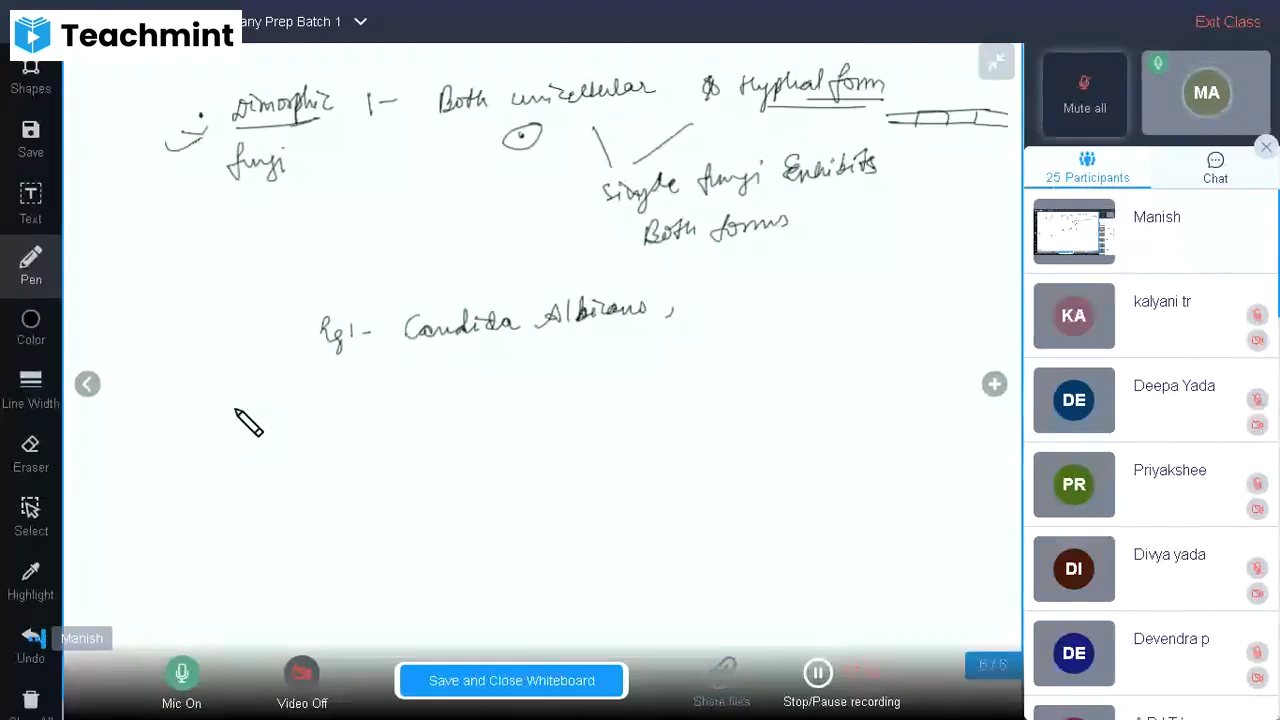 Teachmint
any Prep Batch 1
Exit Class
Shapes
Save
Text
Pen
Color
Line Width
Eraser
Select
Highlight
Undo
Manish
Dimorphic :- Both unicellular & Hyphal form
fungi
Single fungi Exhibits
Both forms
Eg:- Candida Albicans ,
Mute all
MA
25 Participants
Chat
Manish
KA
kalyani tr
DE
Deepa Yada
PR
Priyakshee
DI
Divya yada
DE
Devendra p
6 / 6
Mic On
Video Off
Save and Close Whiteboard
Share files
Stop/Pause recording